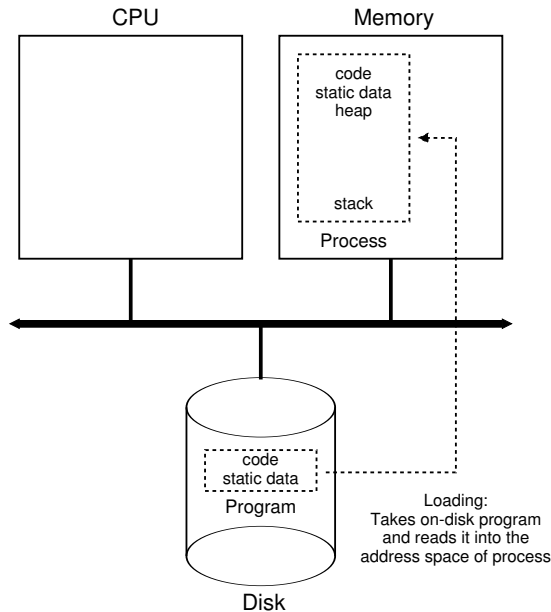 CPU
Memory
code
static data
heap
stack
Process
code
static data
Program
Loading:
Takes on-disk program
and reads it into the
address space of process
Disk